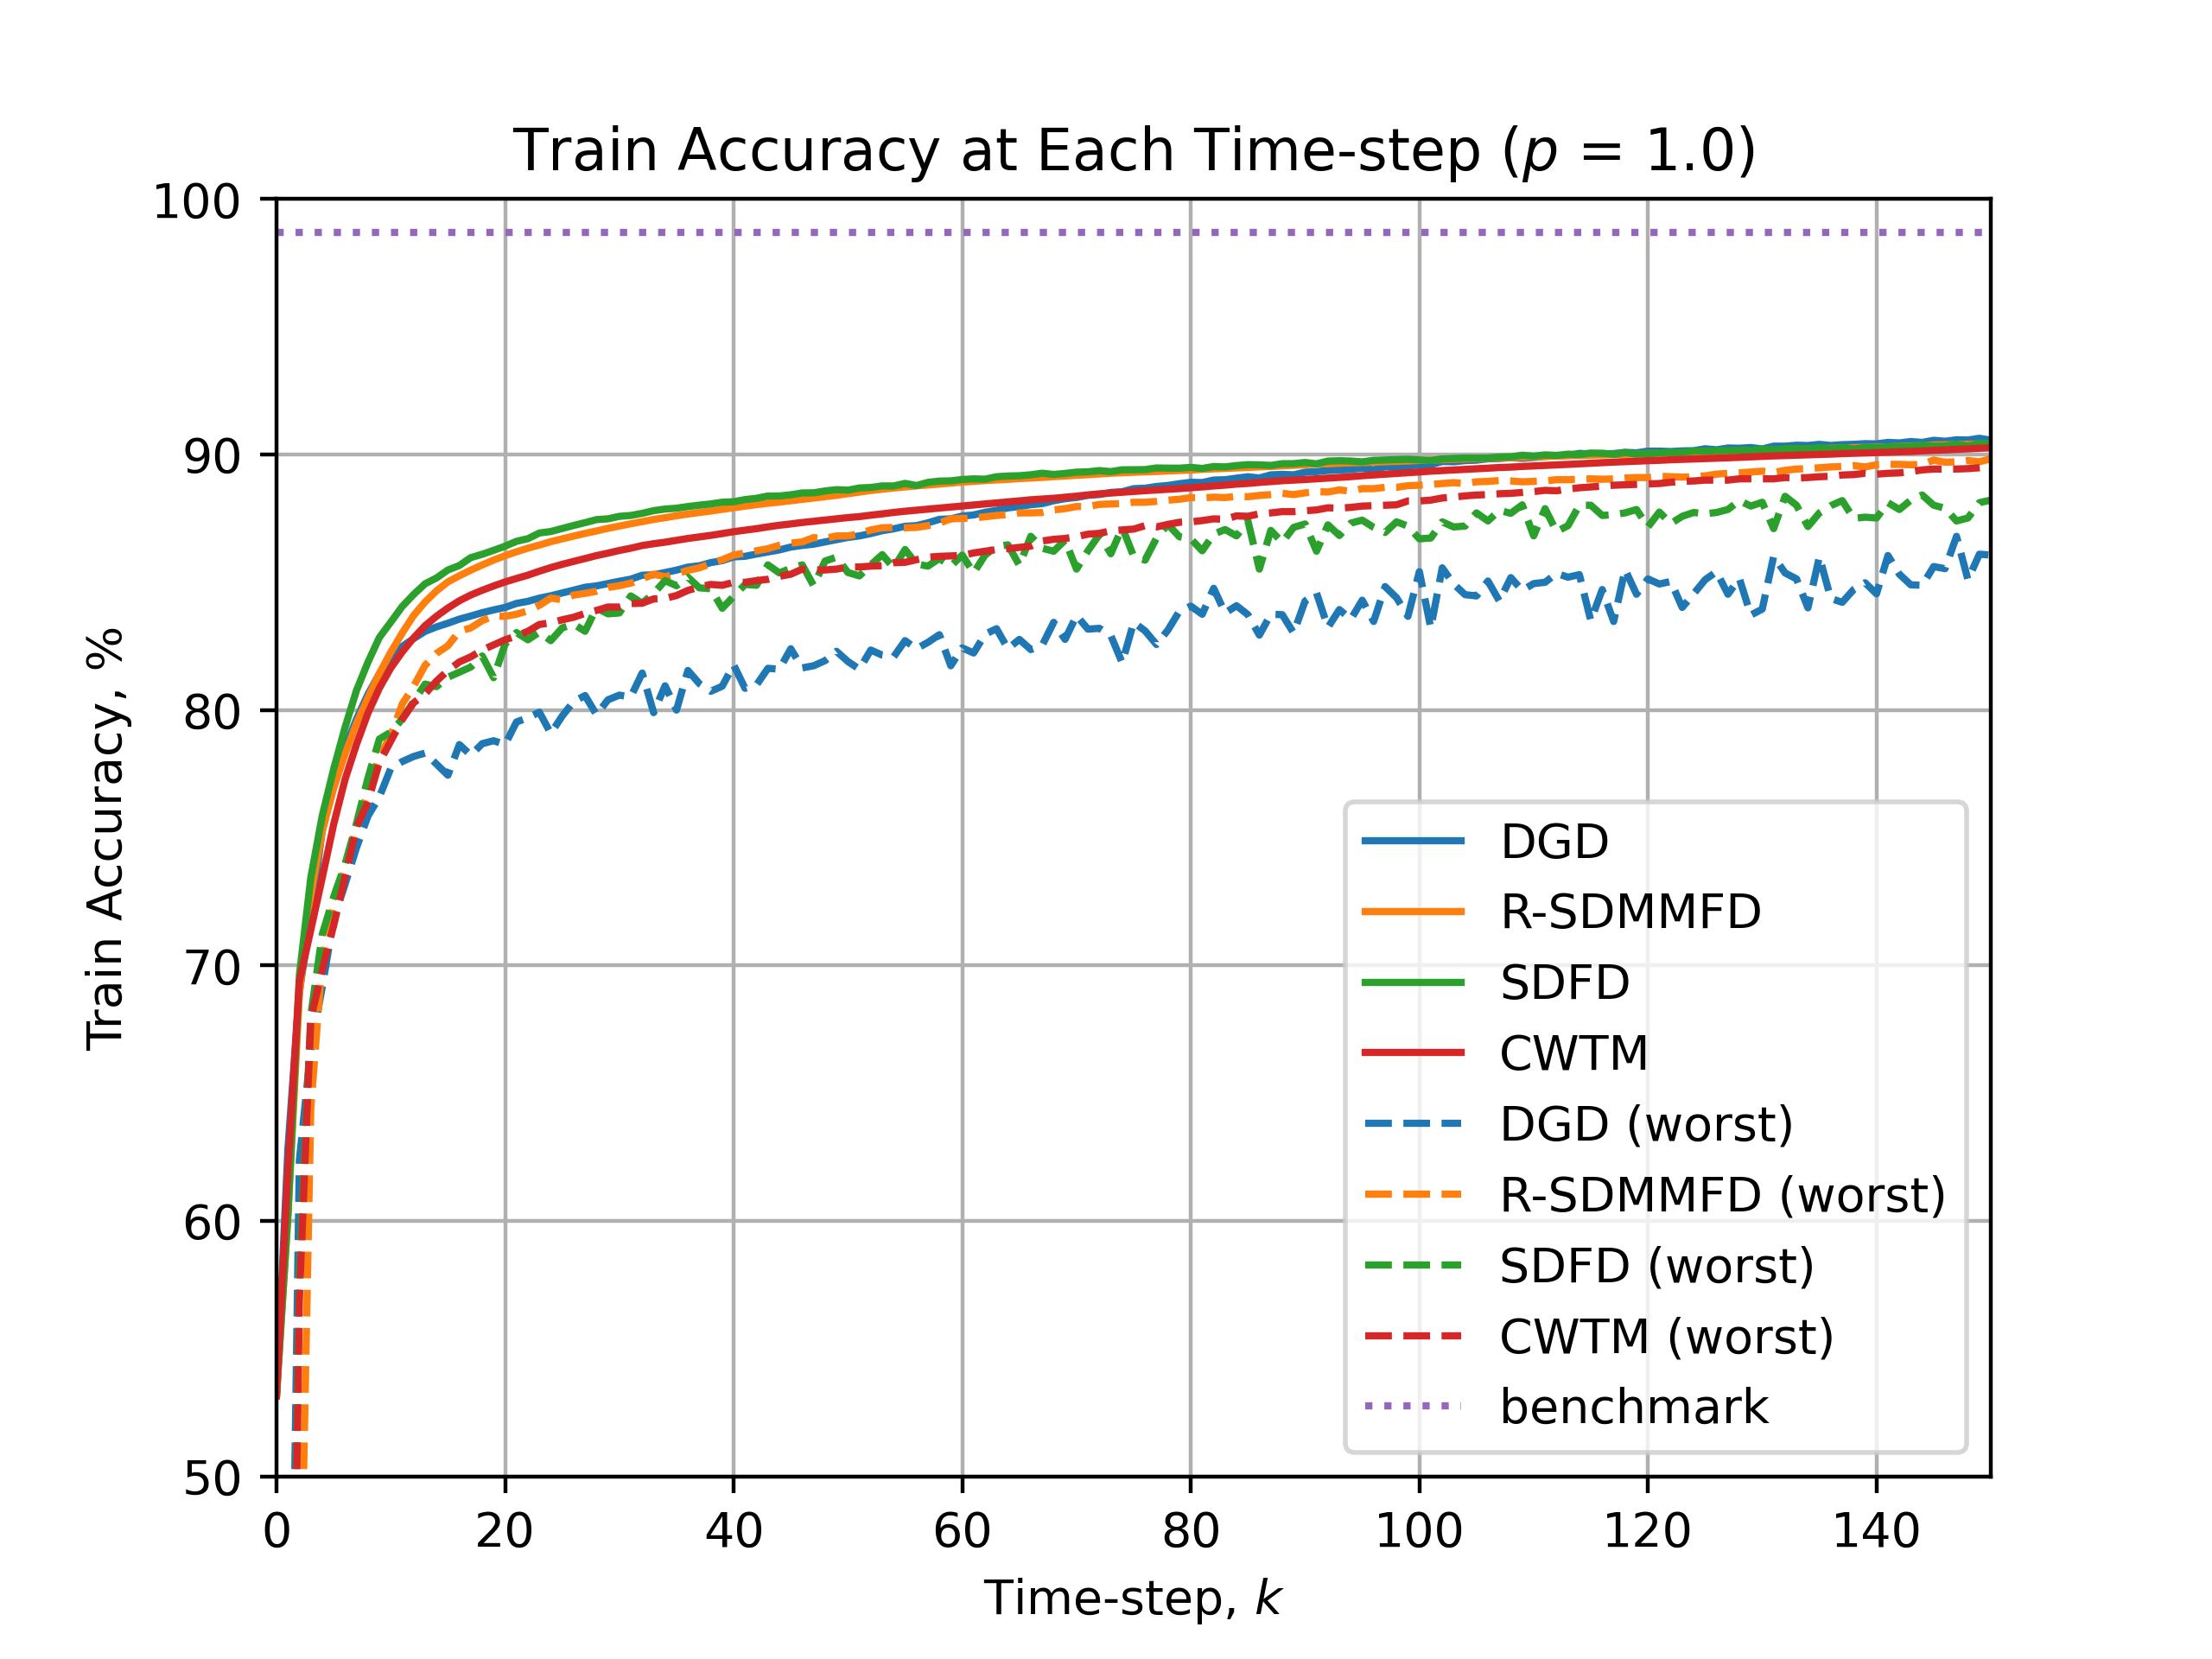 Train Accuracy at Each Time-step (p = 1.0)
Train Accuracy, %
100
90
80
70
60
50
0 20 40 60 80 100 120 140
Time-step, k
DGD
R-SDMMFD
SDFD
CWTM
DGD (worst)
R-SDMMFD (worst)
SDFD (worst)
CWTM (worst)
benchmark